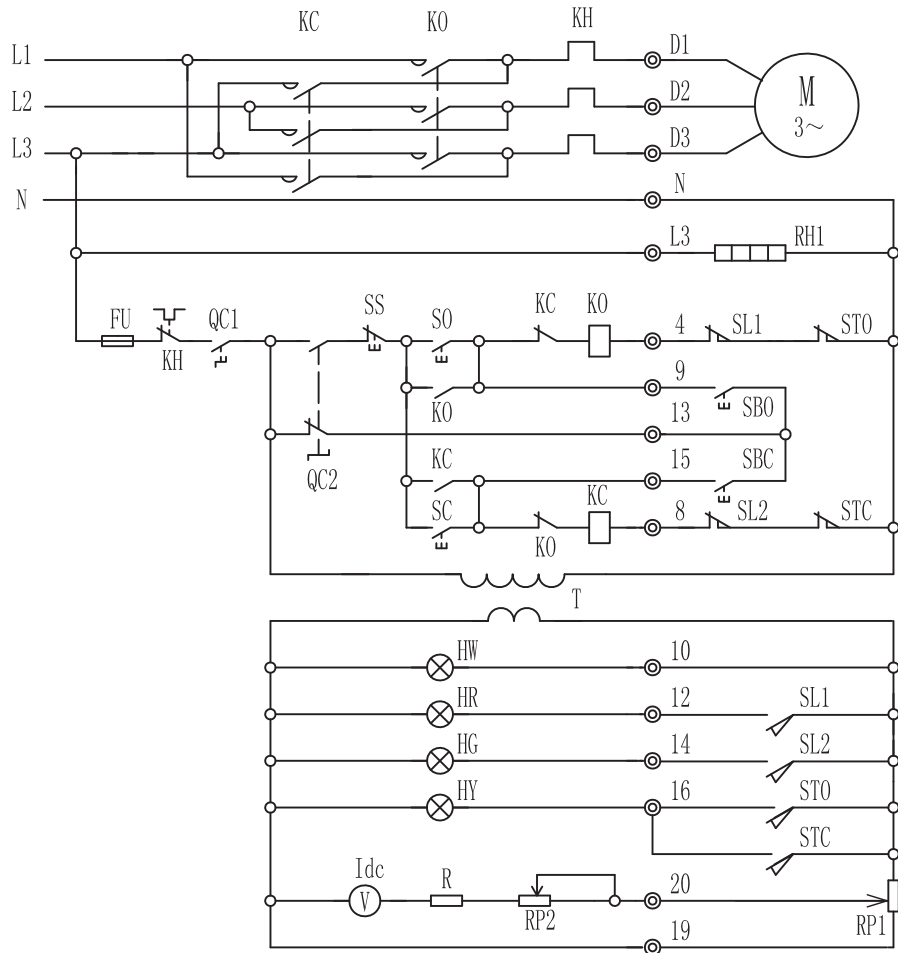 KC KO KH
L1 D1
L2 D2
M
3~
L3 D3
N N
L3 RH1
FU KH QC1 SS SO KC KO 4 SL1 STO
KO 9 SBO
13
QC2
KC 15 SBC
SC KO KC 8 SL2 STC
T
HW 10
HR 12 SL1
HG 14 SL2
HY 16 STO
STC
Idc
V R RP2 20 RP1
19